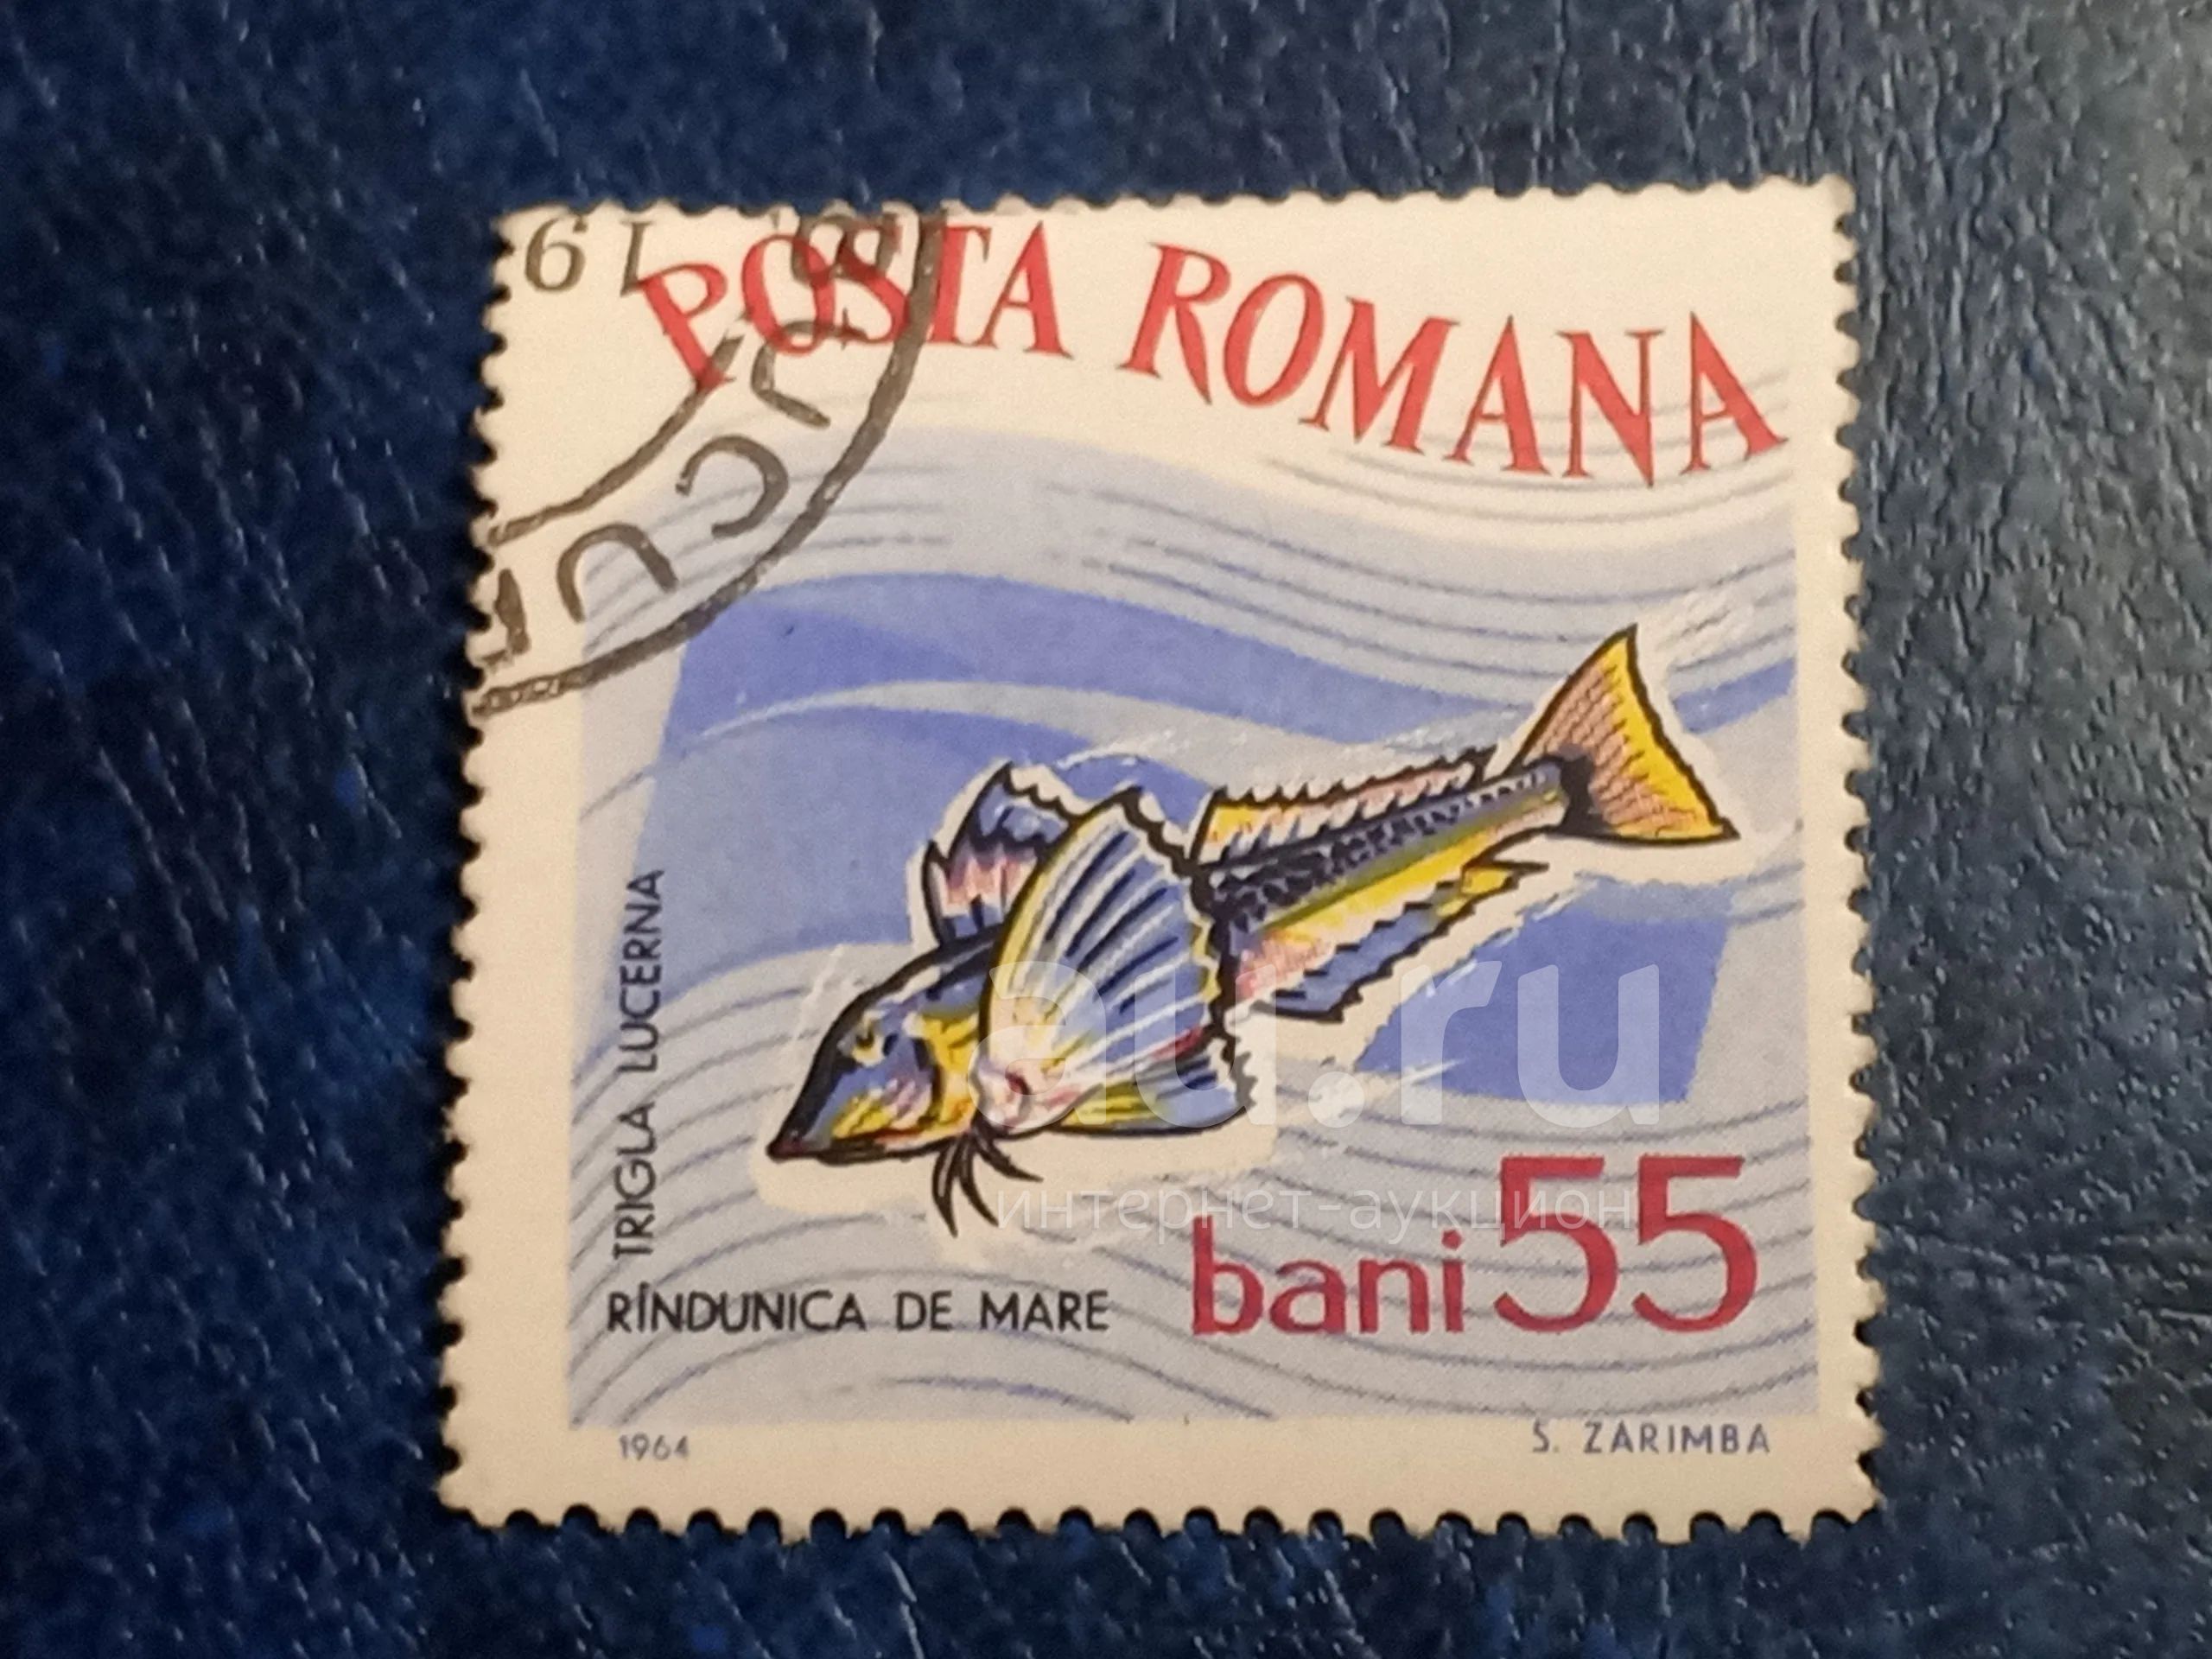 POSTA ROMANA
TRIGLA LUCERNA
RÎNDUNICA DE MARE
bani 55
1964
S. ZARIMBA
au.ru
интернет-аукцион